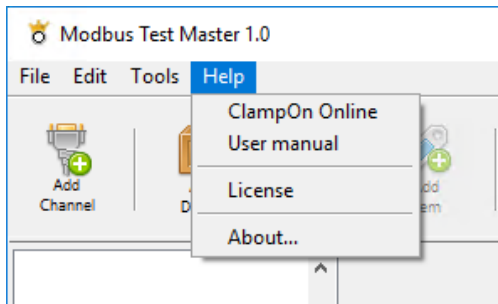 Modbus Test Master 1.0
File Edit Tools Help
ClampOn Online
User manual
License
About...
Add
Channel